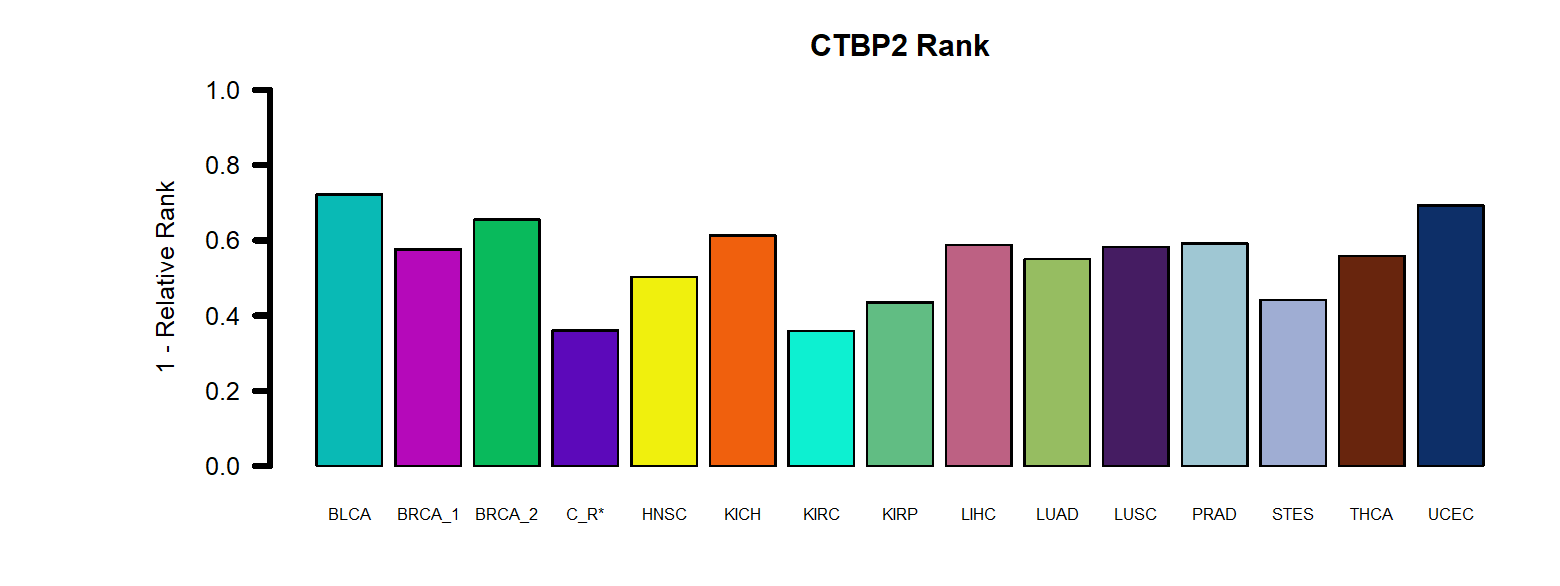 CTBP2 Rank
1 - Relative Rank
1.0
0.8
0.6
0.4
0.2
0.0
BLCA BRCA_1 BRCA_2 C_R* HNSC KICH KIRC KIRP LIHC LUAD LUSC PRAD STES THCA UCEC